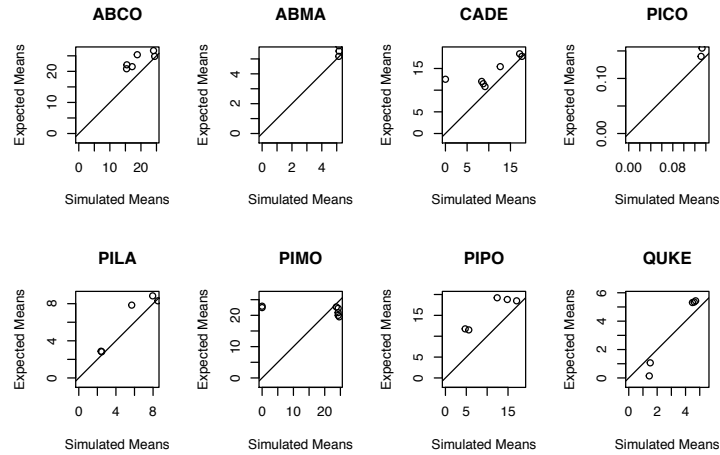 ABCO
ABMA
CADE
PICO
Expected Means
0 10 20
Expected Means
0 2 4
Expected Means
0 5 10 15
Expected Means
0.00 0.10
0 10 20
0 2 4
0 5 15
0.00 0.08
Simulated Means
Simulated Means
Simulated Means
Simulated Means
PILA
PIMO
PIPO
QUKE
Expected Means
0 4 8
Expected Means
0 10 20
Expected Means
0 5 15
Expected Means
0 2 4 6
0 4 8
0 10 20
0 5 15
0 2 4
Simulated Means
Simulated Means
Simulated Means
Simulated Means